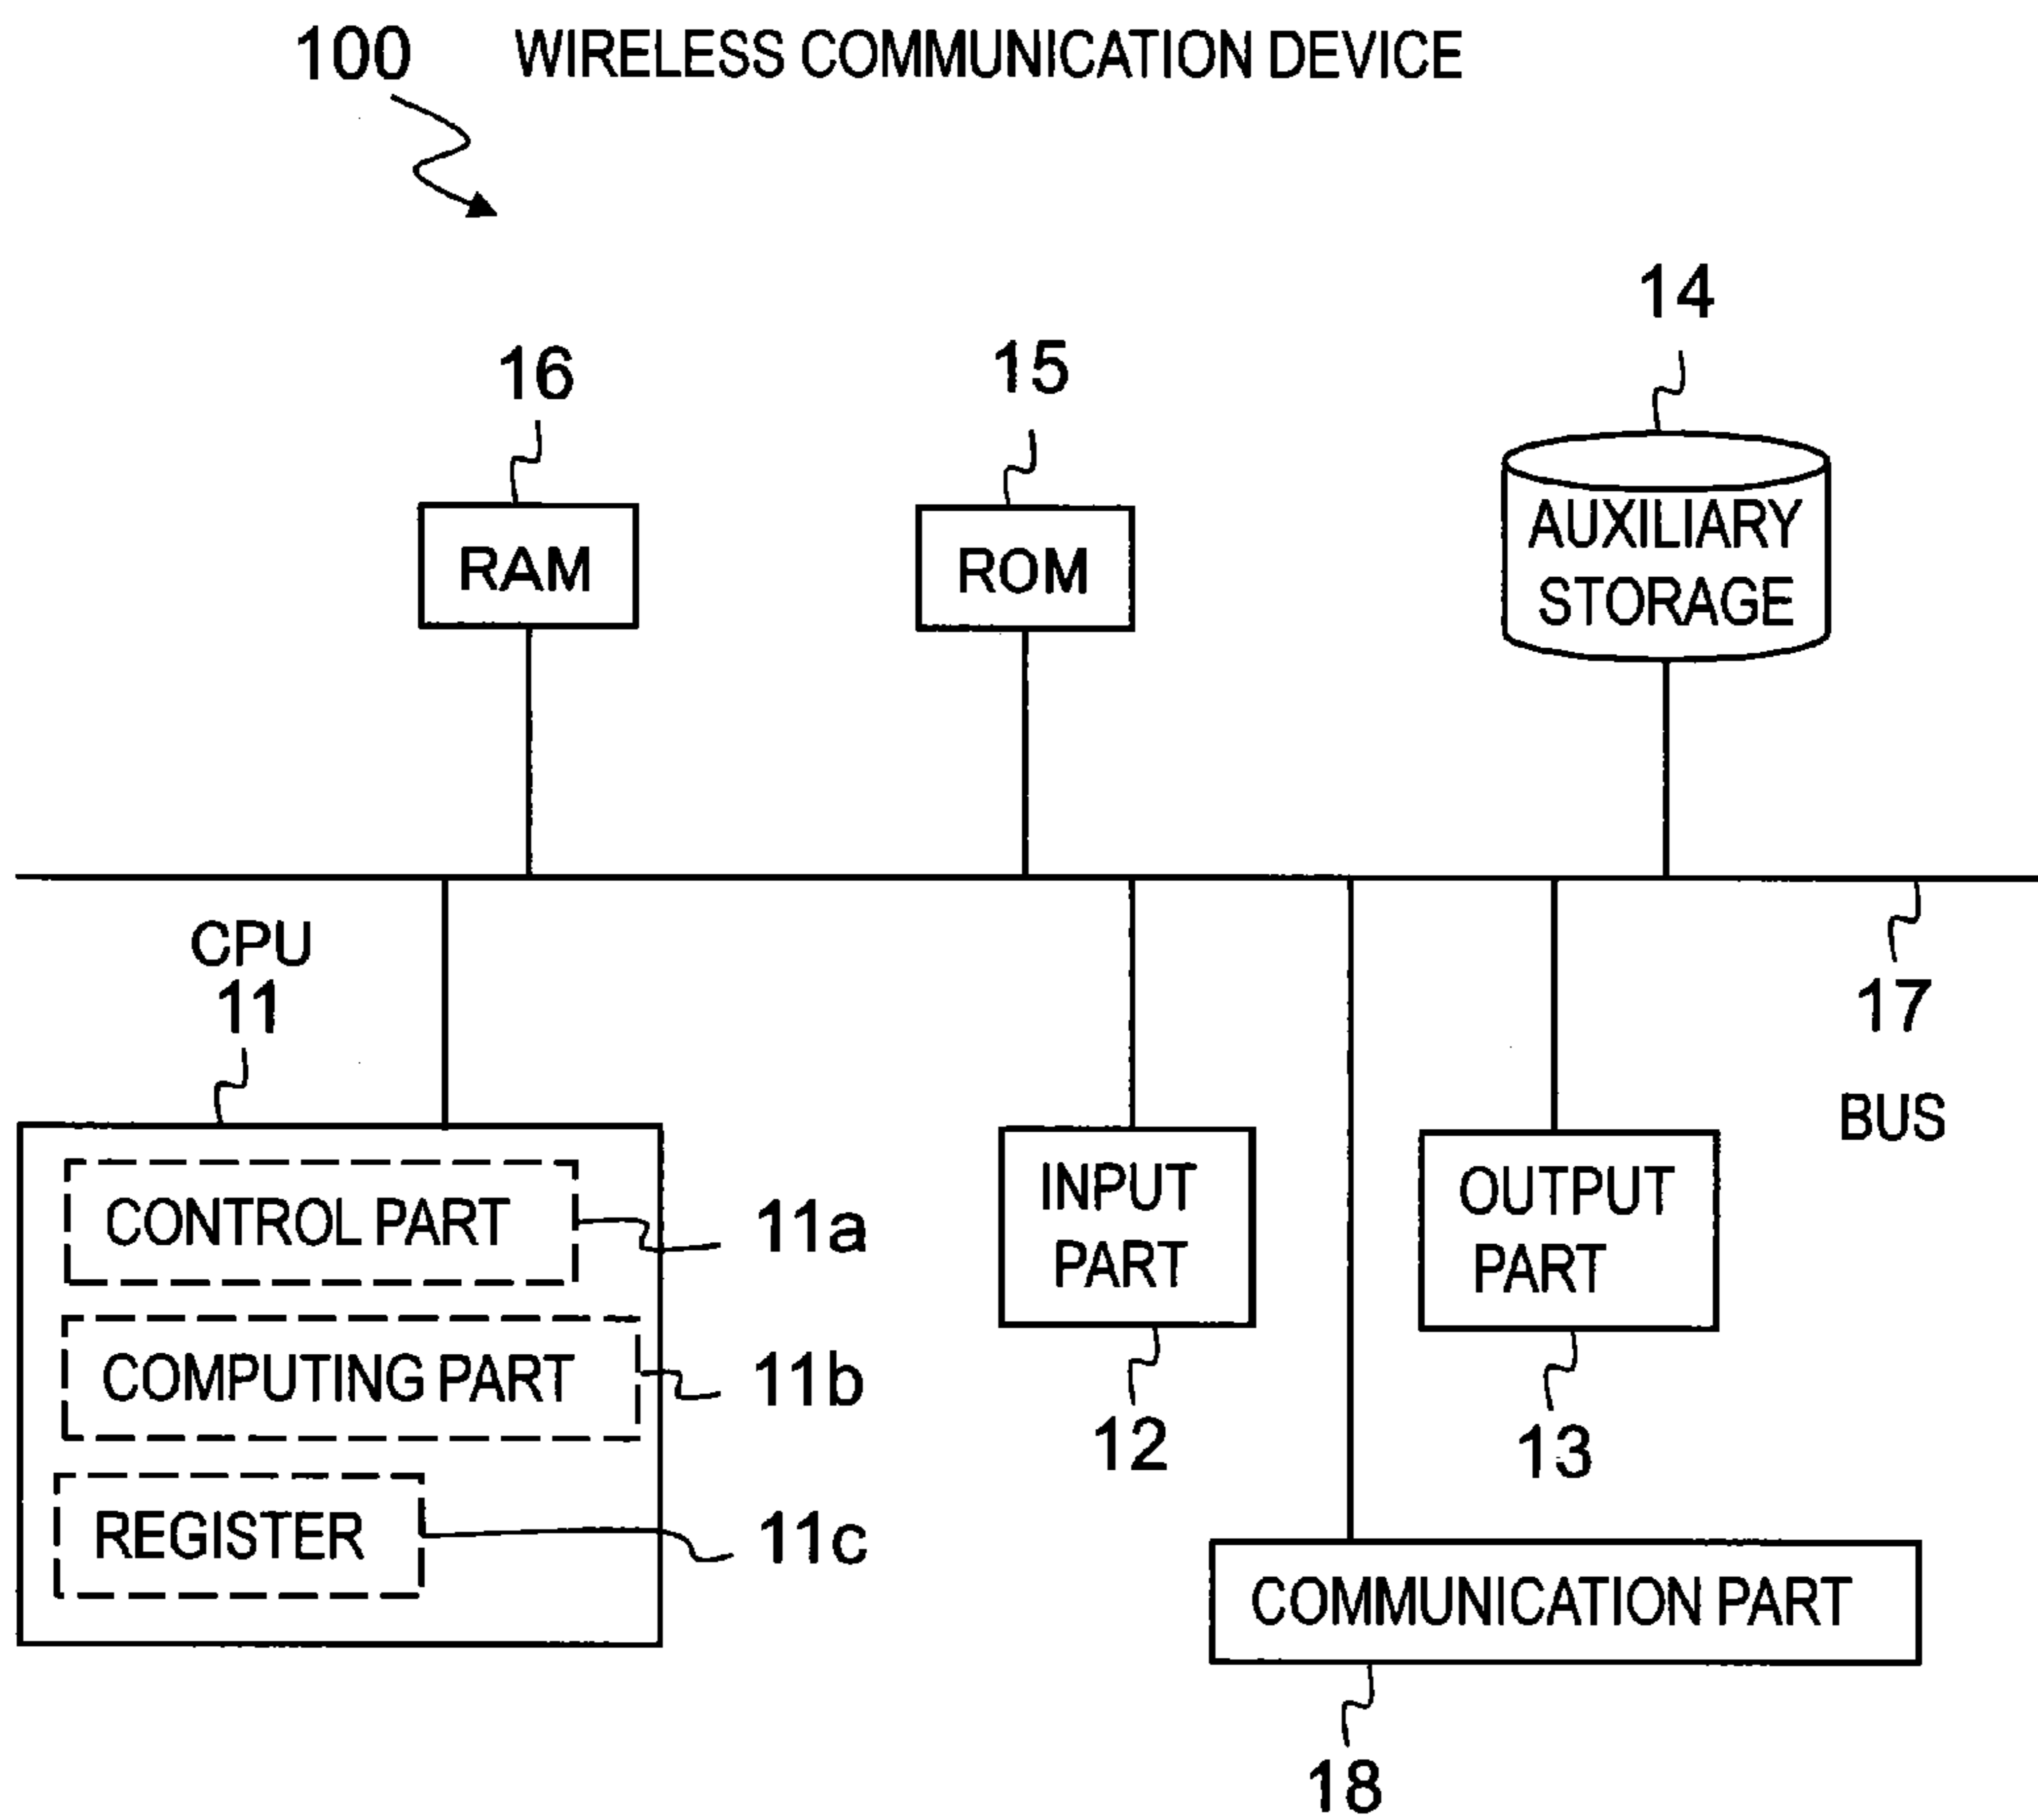 100 WIRELESS COMMUNICATION DEVICE
14
16
15
RAM
ROM
AUXILIARY
STORAGE
CPU
11
17
BUS
CONTROL PART
11a
COMPUTING PART
11b
REGISTER
11c
INPUT
PART
12
OUTPUT
PART
13
COMMUNICATION PART
18